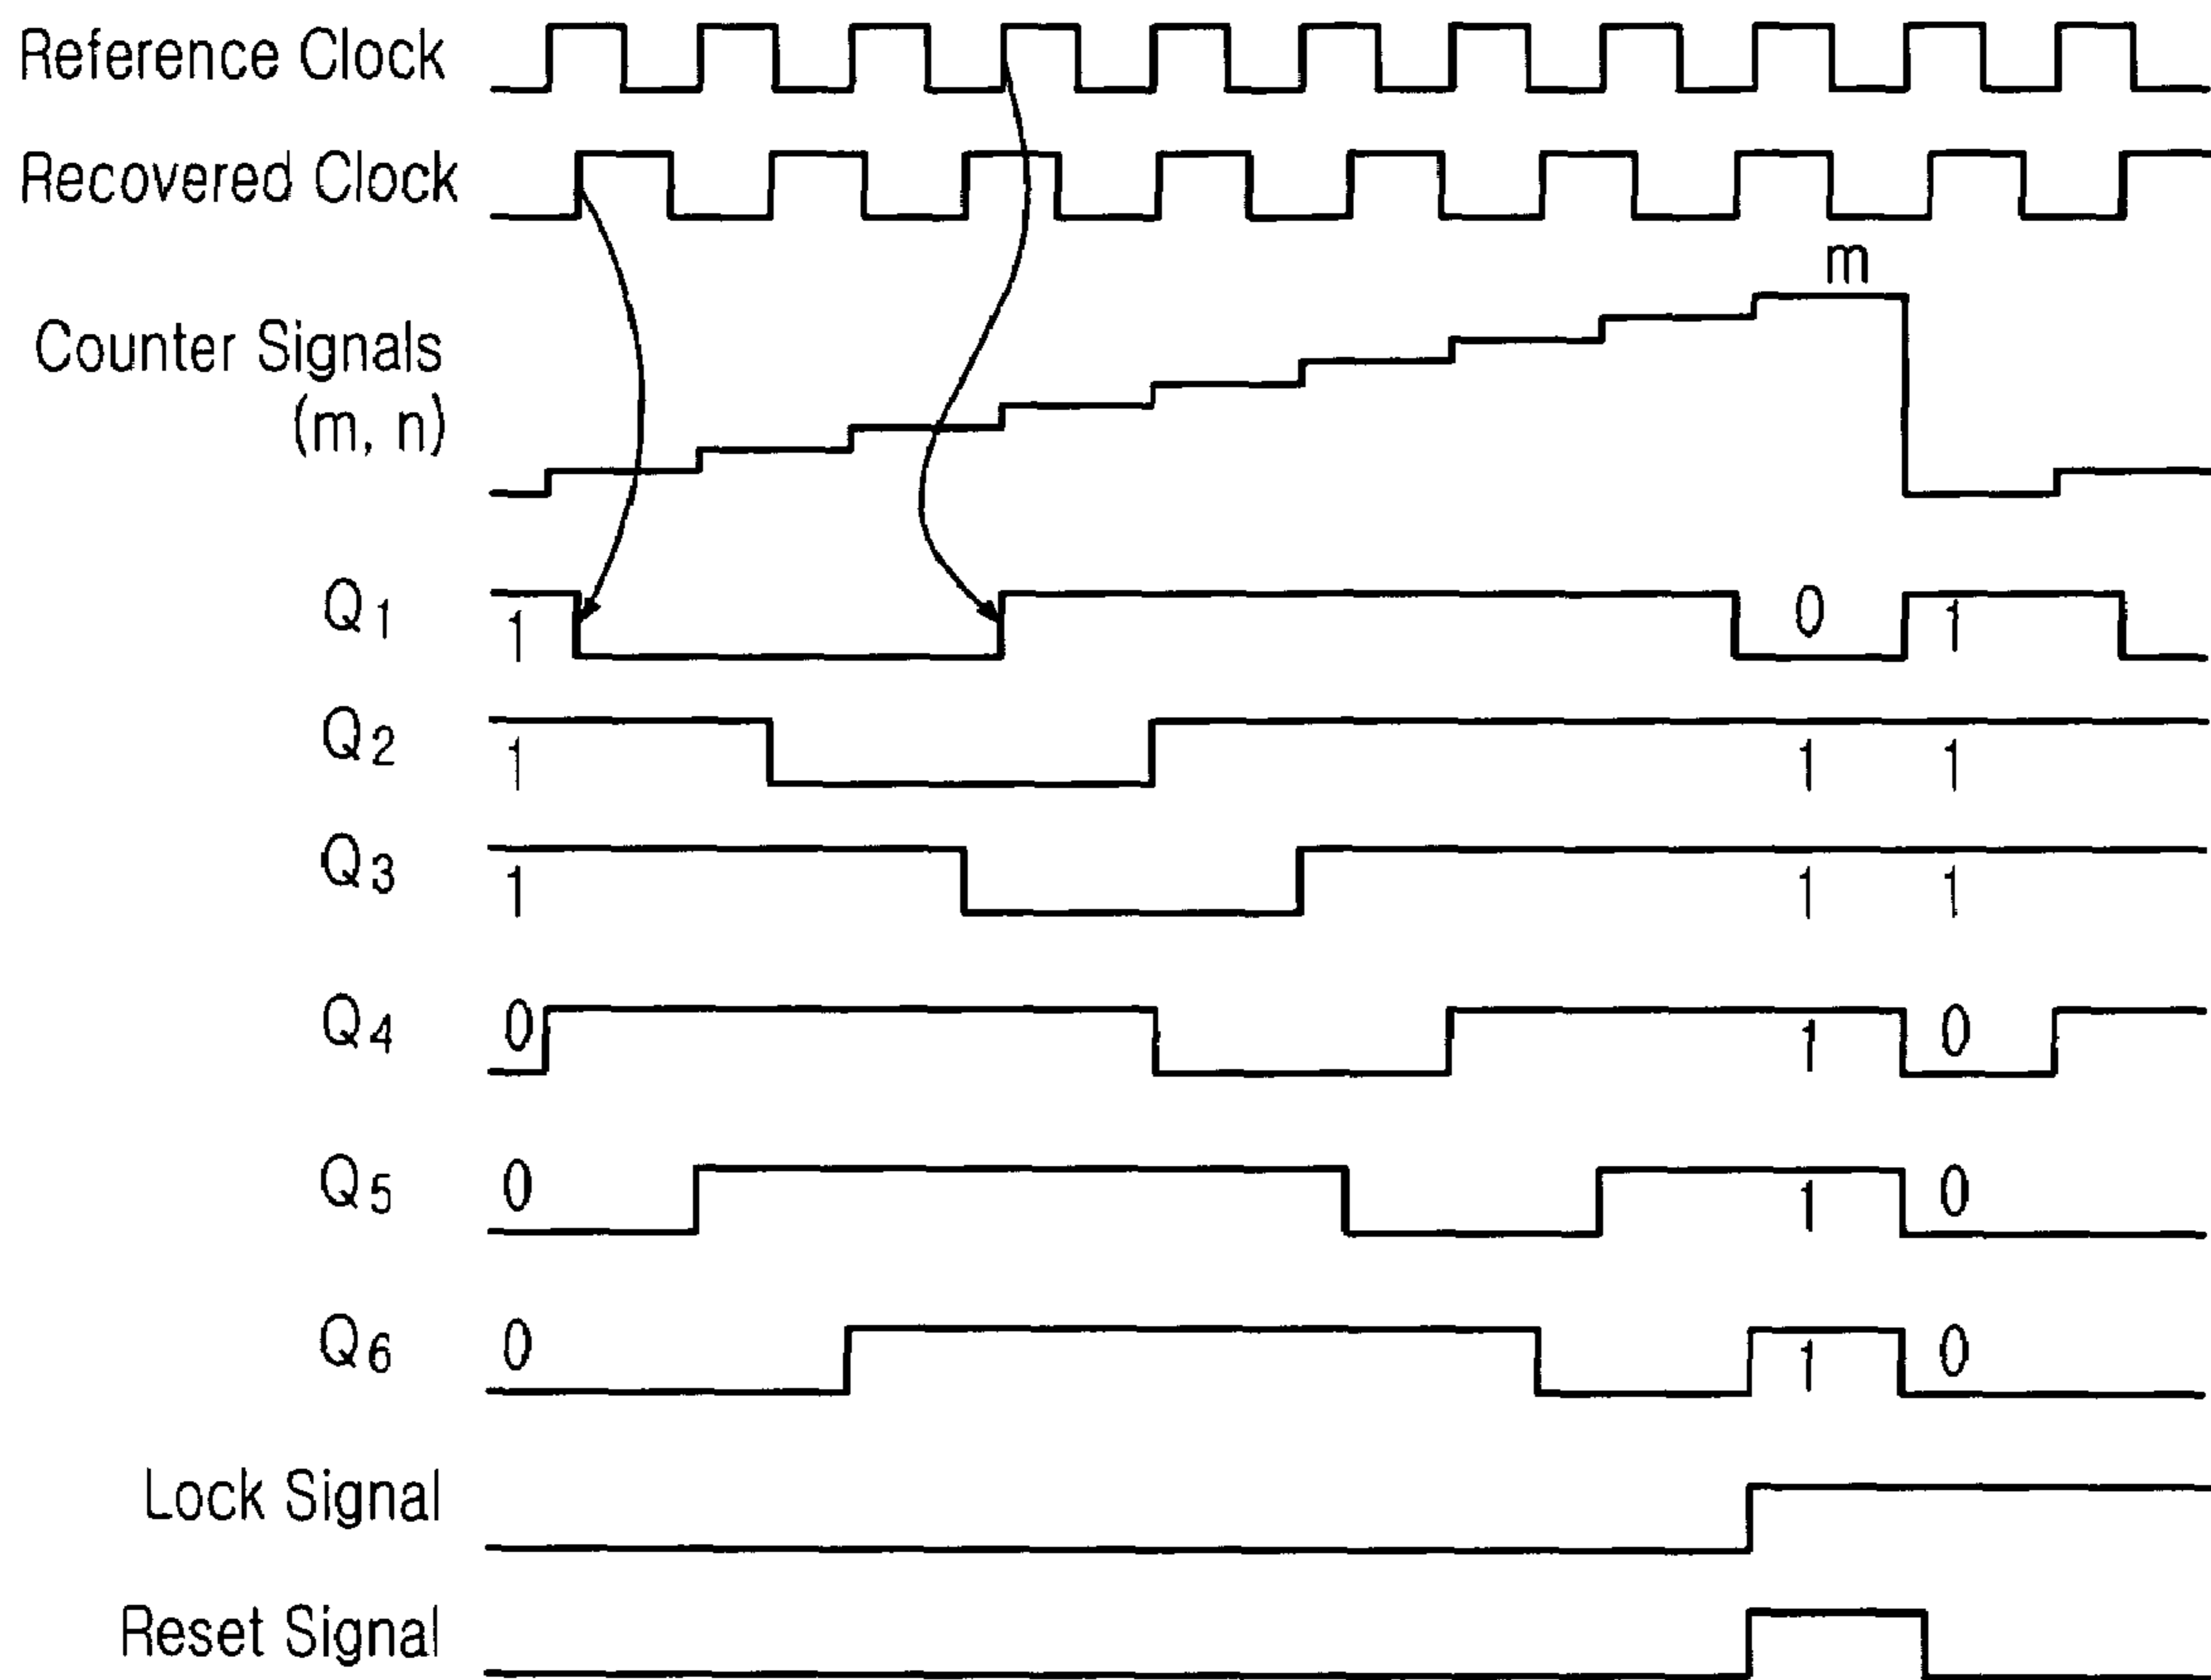 Reference Clock
Recovered Clock
m
Counter Signals
(m, n)
Q1 1 0 1
Q2 1 1 1
Q3 1 1 1
Q4 0 1 0
Q5 0 1 0
Q6 0 1 0
Lock Signal
Reset Signal